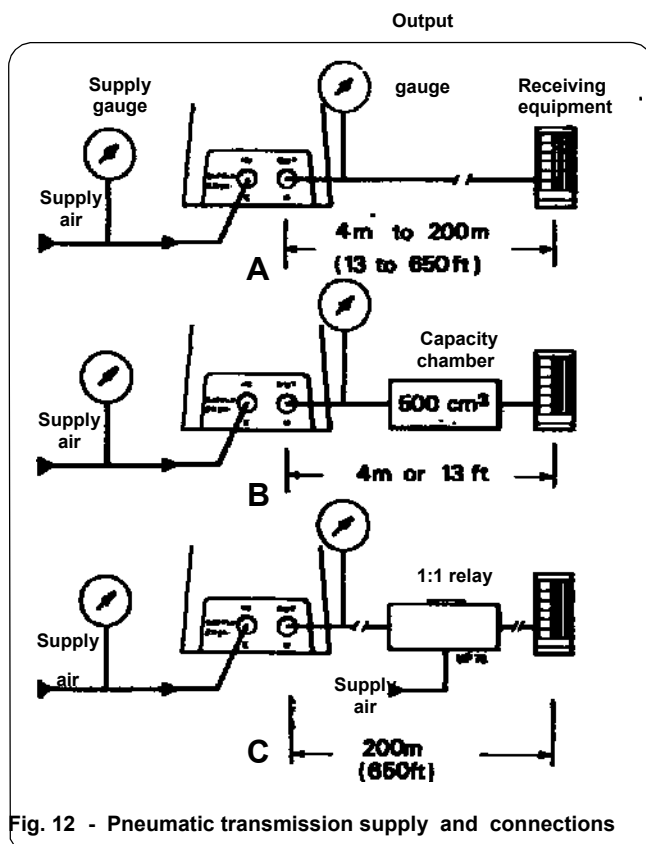 Output
Supply
gauge
gauge
Receiving
equipment
Supply
air
A
4m to 200m
(13 to 650ft)
Capacity
chamber
500 cm³
Supply
air
B
4m or 13 ft
1:1 relay
Supply
air
Supply
air
C
200m
(650ft)
Fig. 12 - Pneumatic transmission supply and connections